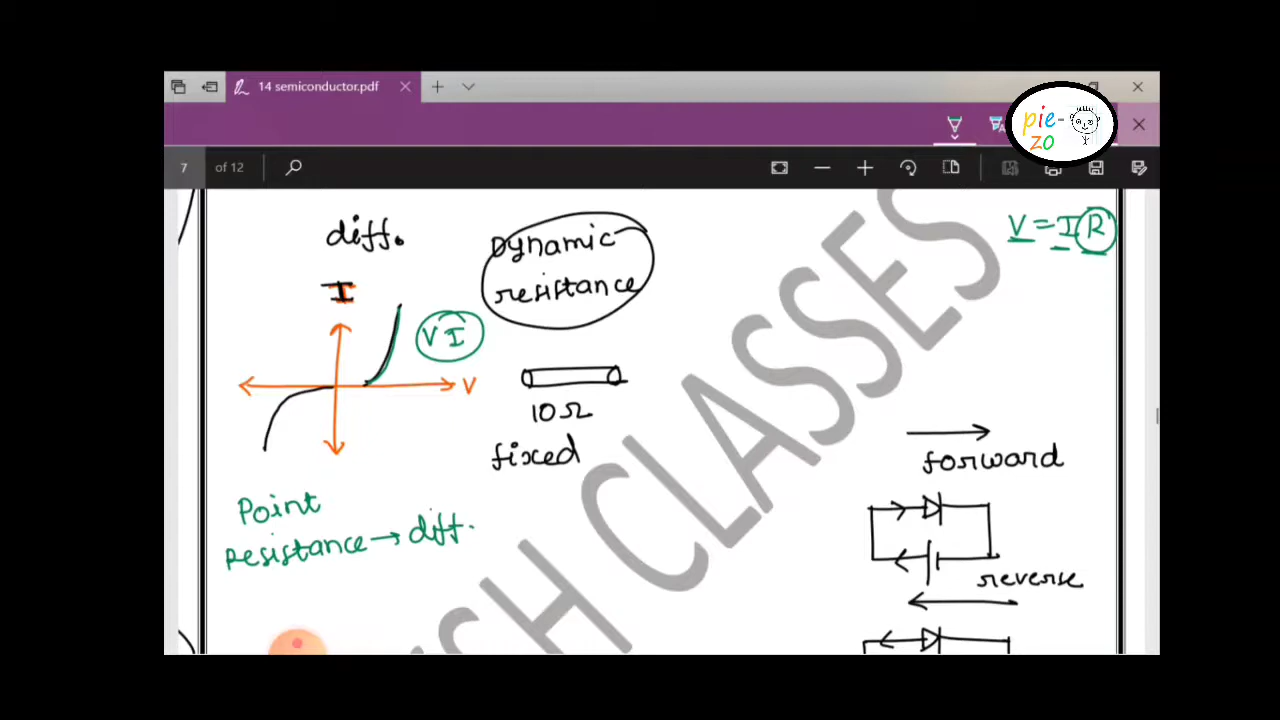 14 semiconductor.pdf
pie-
zo
7 of 12
diff.
Dynamic
resistance
V = I R
I
V I
V
10Ω
fixed
forward
Point
Resistance → diff.
reverse
CH CLASSES